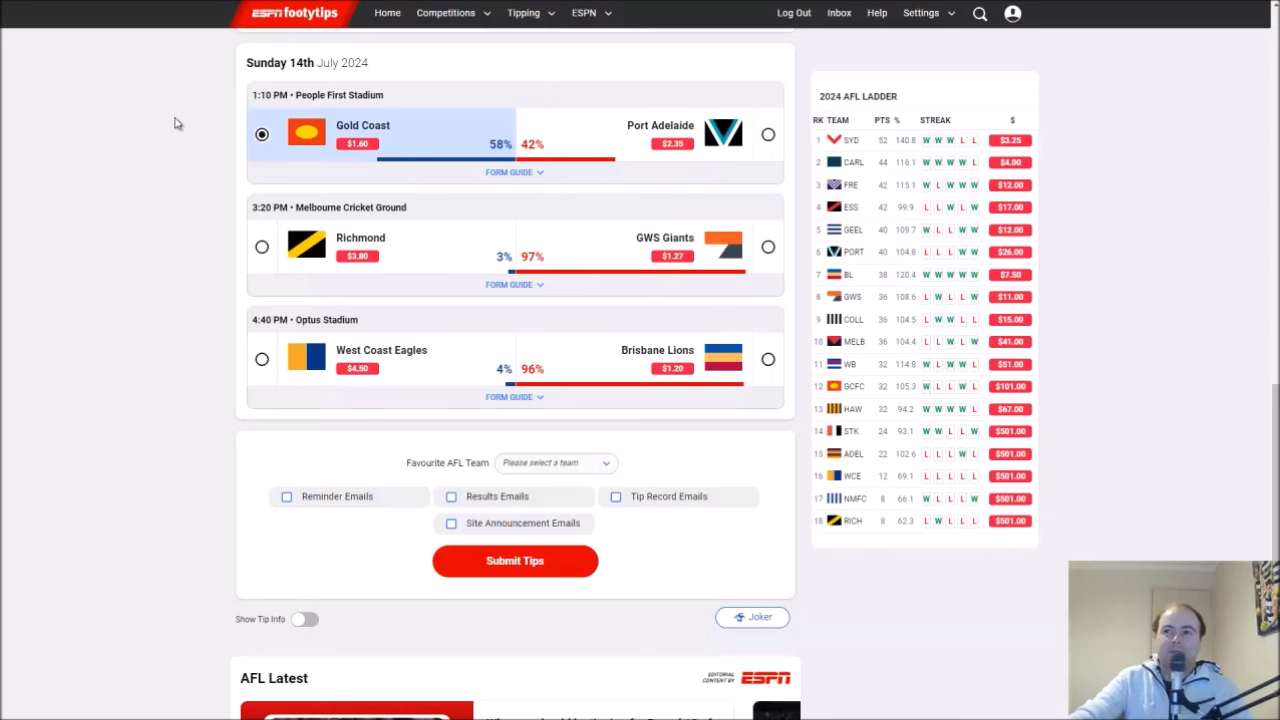 ESPN footytips Home Competitions Tipping ESPN Log Out Inbox Help Settings
Sunday 14th July 2024
1:10 PM • People First Stadium
Gold Coast Port Adelaide
$1.60 58% 42% $2.35
FORM GUIDE
3:20 PM • Melbourne Cricket Ground
Richmond GWS Giants
$3.80 3% 97% $1.27
FORM GUIDE
4:40 PM • Optus Stadium
West Coast Eagles Brisbane Lions
$4.50 4% 96% $1.20
FORM GUIDE
Favourite AFL Team Please select a team
Reminder Emails Results Emails Tip Record Emails
Site Announcement Emails
Submit Tips
Show Tip Info Joker
AFL Latest EDITORIAL CONTENT BY ESPN
2024 AFL LADDER
RK TEAM PTS % STREAK $
1 SYD 52 140.8 W W W L L $3.25
2 CARL 44 116.1 W W W W L $4.00
3 FRE 42 115.1 W L W W W $12.00
4 ESS 42 99.9 L L W L W $17.00
5 GEEL 40 109.7 W L L W W $12.00
6 PORT 40 104.8 L L L W W $26.00
7 BL 38 120.4 W W W W W $7.50
8 GWS 36 108.6 L W L L W $11.00
9 COLL 36 104.5 L W W L L $15.00
10 MELB 36 104.4 L W L W W $41.00
11 WB 32 114.8 W W L W W $51.00
12 GCFC 32 105.3 W L W L L $101.00
13 HAW 32 94.2 W W W W L $67.00
14 STK 24 93.1 W W L L W $501.00
15 ADEL 22 102.6 L L L W L $501.00
16 WCE 12 69.1 L L L L L $501.00
17 NMFC 8 66.1 W L L L W $501.00
18 RICH 8 62.3 L W L L L $501.00